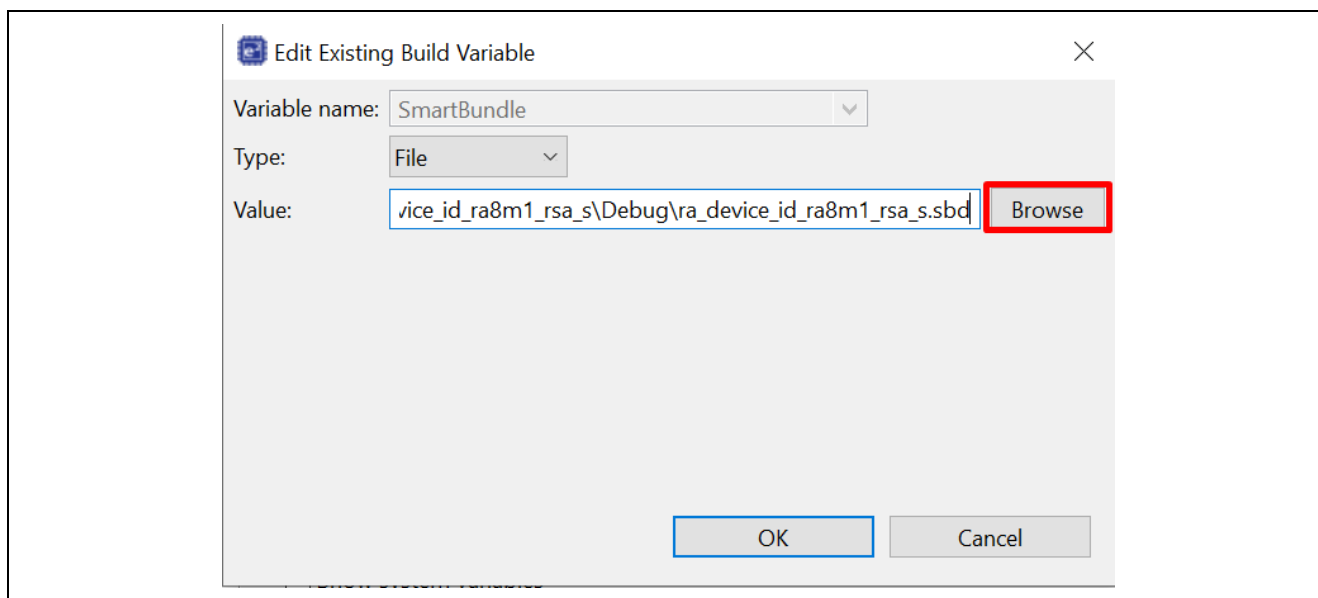 Edit Existing Build Variable
Variable name: SmartBundle
Type: File
Value: vice_id_ra8m1_rsa_s\Debug\ra_device_id_ra8m1_rsa_s.sbd Browse
OK Cancel